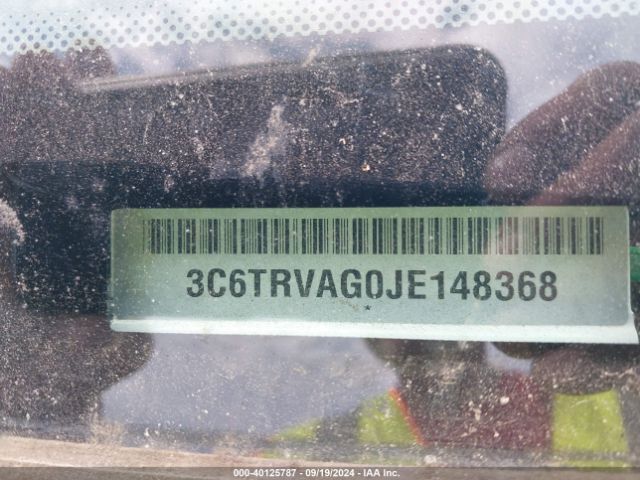 3C6TRVAG0JE148368
*
000-40125787 - 09/19/2024 - IAA Inc.